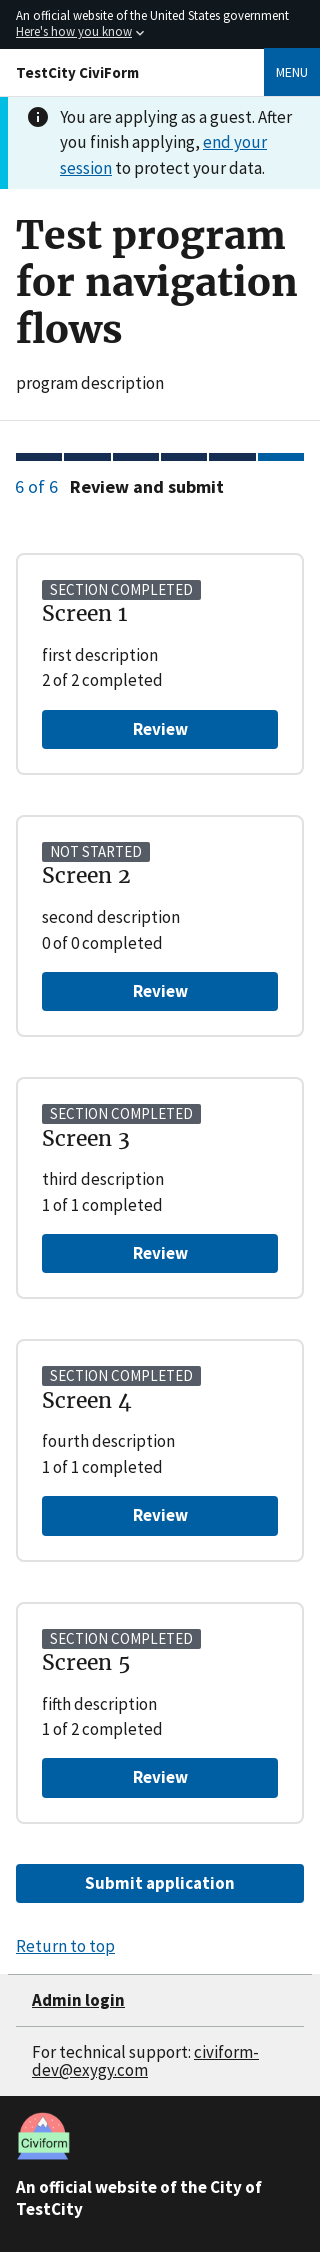 An official website of the United States government
Here's how you know
TestCity CiviForm
MENU
You are applying as a guest. After
you finish applying, end your
session to protect your data.
Test program
for navigation
flows
program description
6 of 6 Review and submit
SECTION COMPLETED
Screen 1
first description
2 of 2 completed
Review
NOT STARTED
Screen 2
second description
0 of 0 completed
Review
SECTION COMPLETED
Screen 3
third description
1 of 1 completed
Review
SECTION COMPLETED
Screen 4
fourth description
1 of 1 completed
Review
SECTION COMPLETED
Screen 5
fifth description
1 of 2 completed
Review
Submit application
Return to top
Admin login
For technical support: civiform-
dev@exygy.com
Civiform
An official website of the City of
TestCity